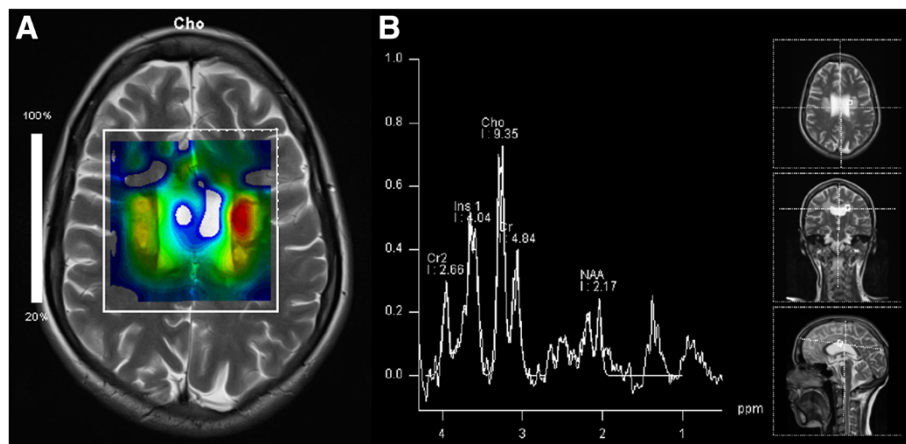 A
Cho
100%
20%
B
1.0
0.8
0.6
0.4
0.2
0.0
Cho
I : 9.35
Ins 1
I : 4.04
Cr
I : 4.84
Cr2
I : 2.66
NAA
I : 2.17
ppm
4 3 2 1